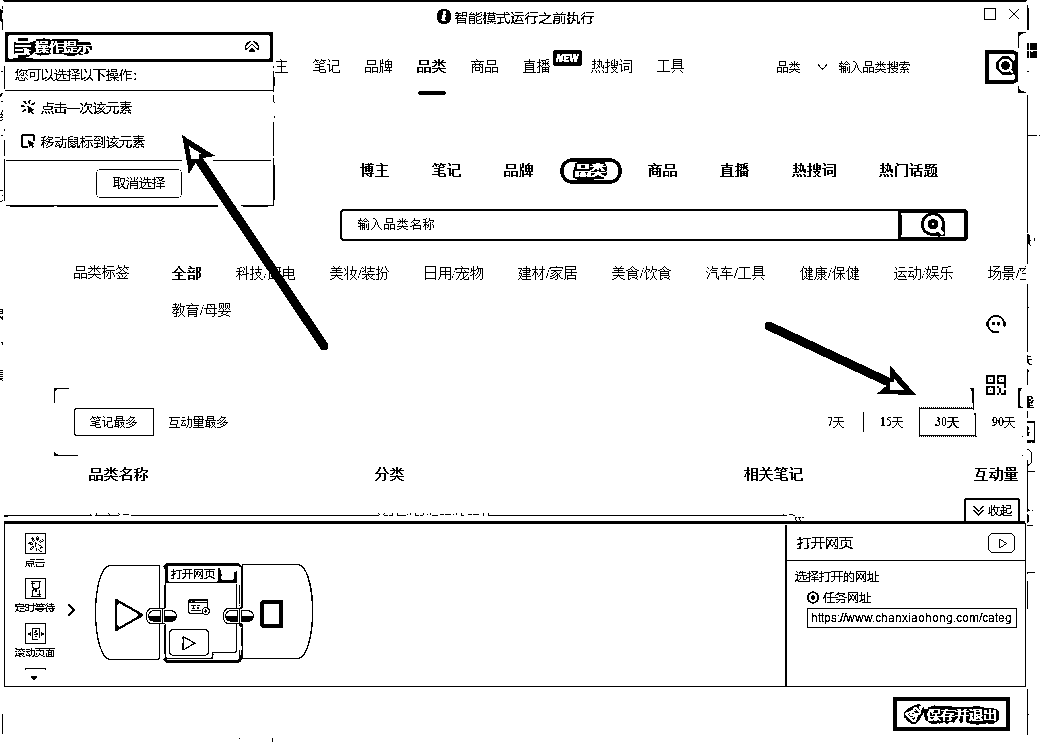 智能模式运行之前执行
操作提示
您可以选择以下操作:
点击一次该元素
移动鼠标到该元素
取消选择
主 笔记 品牌 品类 商品 直播 NEW 热搜词 工具 品类 输入品类搜索
博主 笔记 品牌 品类 商品 直播 热搜词 热门话题
输入品类名称
品类标签 全部 科技/ 电 美妆/装扮 日用/宠物 建材/家居 美食/饮食 汽车/工具 健康/保健 运动/娱乐 场景/
教育/母婴
笔记最多 互动量最多 7天 15天 30天 90天
品类名称 分类 相关笔记 互动量
收起
点击
定时等待
滚动页面
打开网页
打开网页
选择打开的网址
任务网址
https://www.chanxiaohong.com/categ
保存并退出